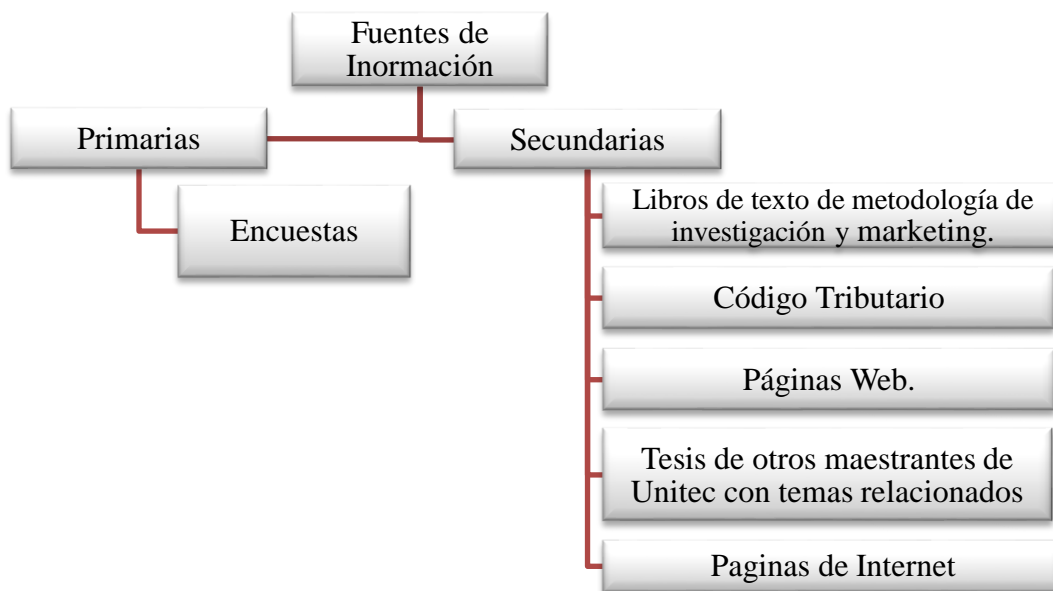 Fuentes de
Inormación
Primarias
Secundarias
Encuestas
Libros de texto de metodología de
investigación y marketing.
Código Tributario
Páginas Web.
Tesis de otros maestrantes de
Unitec con temas relacionados
Paginas de Internet